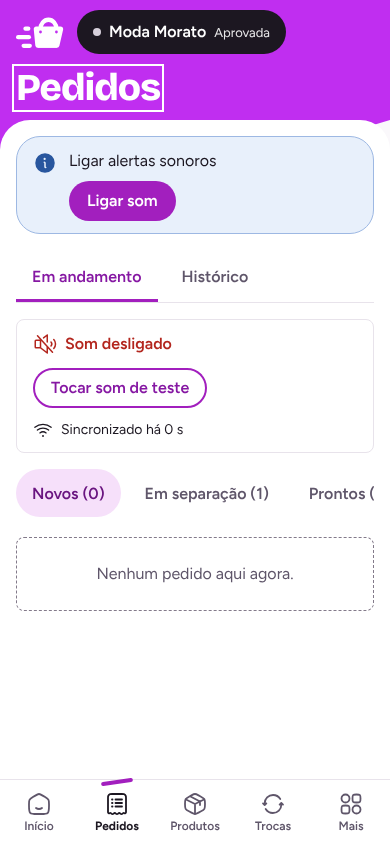 Moda Morato Aprovada
Pedidos
Ligar alertas sonoros
Ligar som
Em andamento Histórico
Som desligado
Tocar som de teste
Sincronizado há 0 s
Novos (0) Em separação (1) Prontos (
Nenhum pedido aqui agora.
Início Pedidos Produtos Trocas Mais